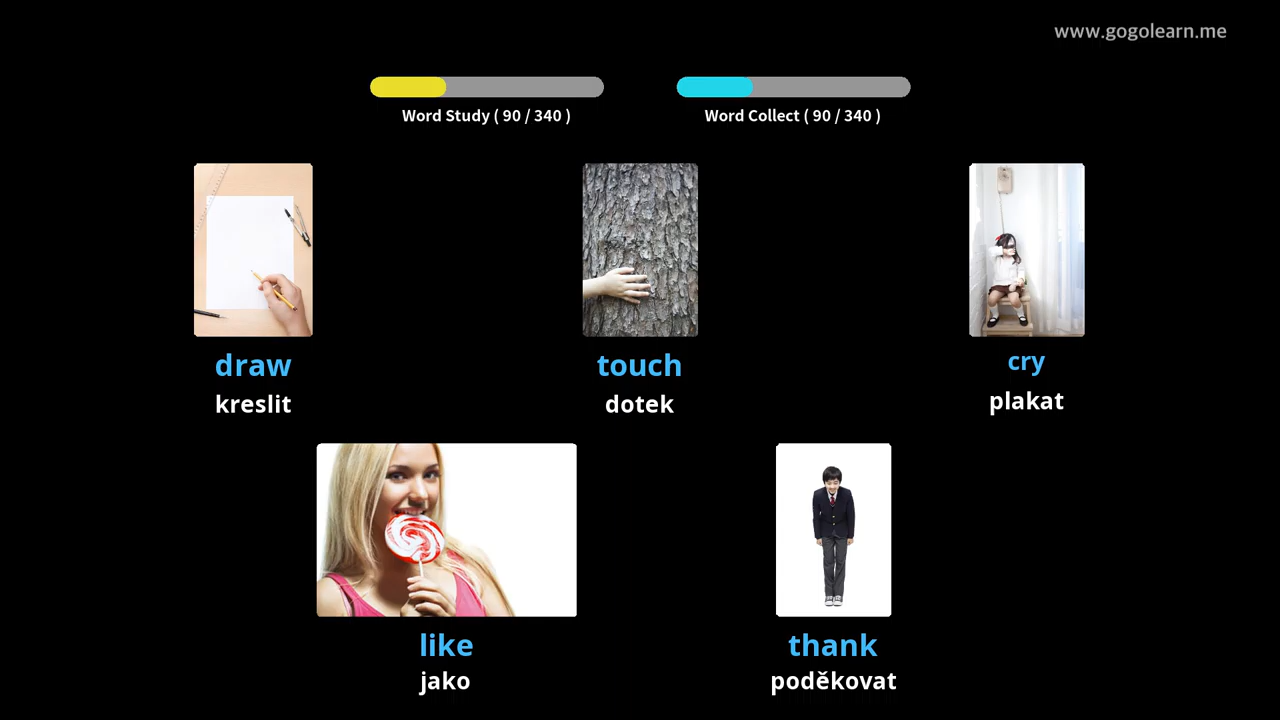 www.gogolearn.me
Word Study ( 90 / 340 )
Word Collect ( 90 / 340 )
draw
kreslit
touch
dotek
cry
plakat
like
jako
thank
poděkovat